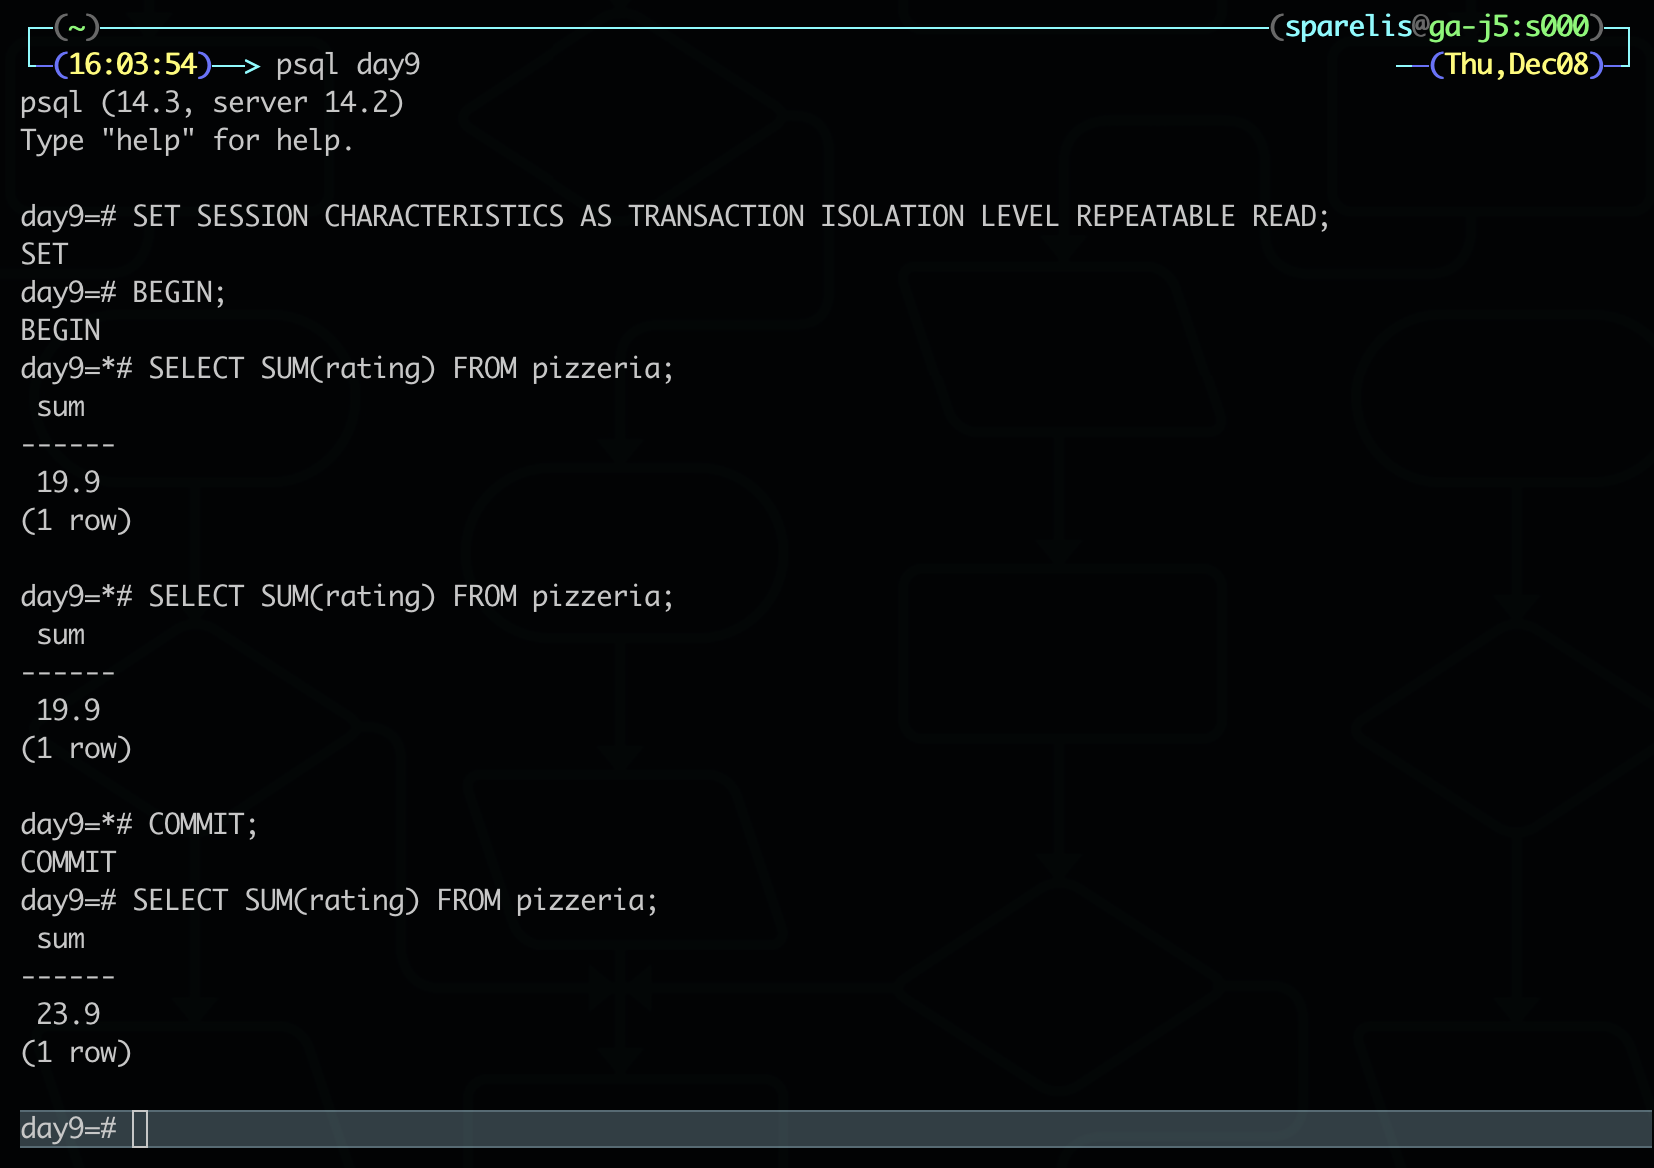 (~) (sparelis@ga-j5:s000)
(16:03:54)—> psql day9 (Thu,Dec08)
psql (14.3, server 14.2)
Type "help" for help.
day9=# SET SESSION CHARACTERISTICS AS TRANSACTION ISOLATION LEVEL REPEATABLE READ;
SET
day9=# BEGIN;
BEGIN
day9=*# SELECT SUM(rating) FROM pizzeria;
sum
------
19.9
(1 row)
day9=*# SELECT SUM(rating) FROM pizzeria;
sum
------
19.9
(1 row)
day9=*# COMMIT;
COMMIT
day9=# SELECT SUM(rating) FROM pizzeria;
sum
------
23.9
(1 row)
day9=#